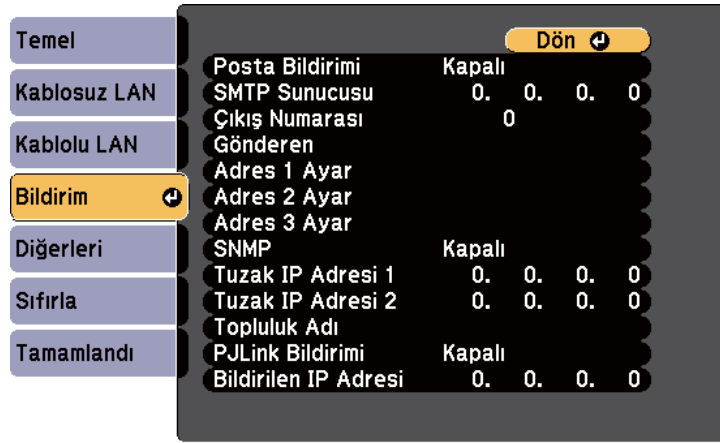 Temel
Kablosuz LAN
Kablolu LAN
Bildirim
Diğerleri
Sıfırla
Tamamlandı
Dön
Posta Bildirimi Kapalı
SMTP Sunucusu 0. 0. 0. 0
Çıkış Numarası 0
Gönderen
Adres 1 Ayar
Adres 2 Ayar
Adres 3 Ayar
SNMP Kapalı
Tuzak IP Adresi 1 0. 0. 0. 0
Tuzak IP Adresi 2 0. 0. 0. 0
Topluluk Adı
PJLink Bildirimi Kapalı
Bildirilen IP Adresi 0. 0. 0. 0